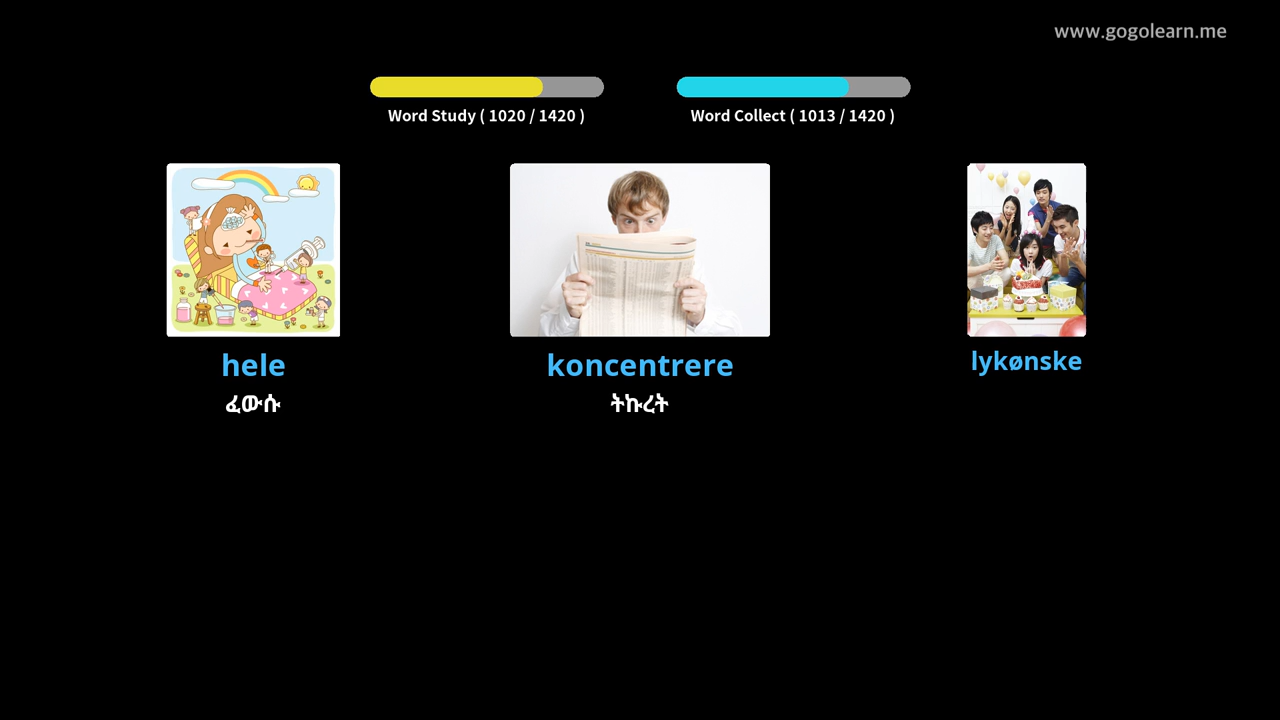 www.gogolearn.me
Word Study ( 1020 / 1420 )
Word Collect ( 1013 / 1420 )
hele
koncentrere
lykønske
ፈውሱ
ትኩረት